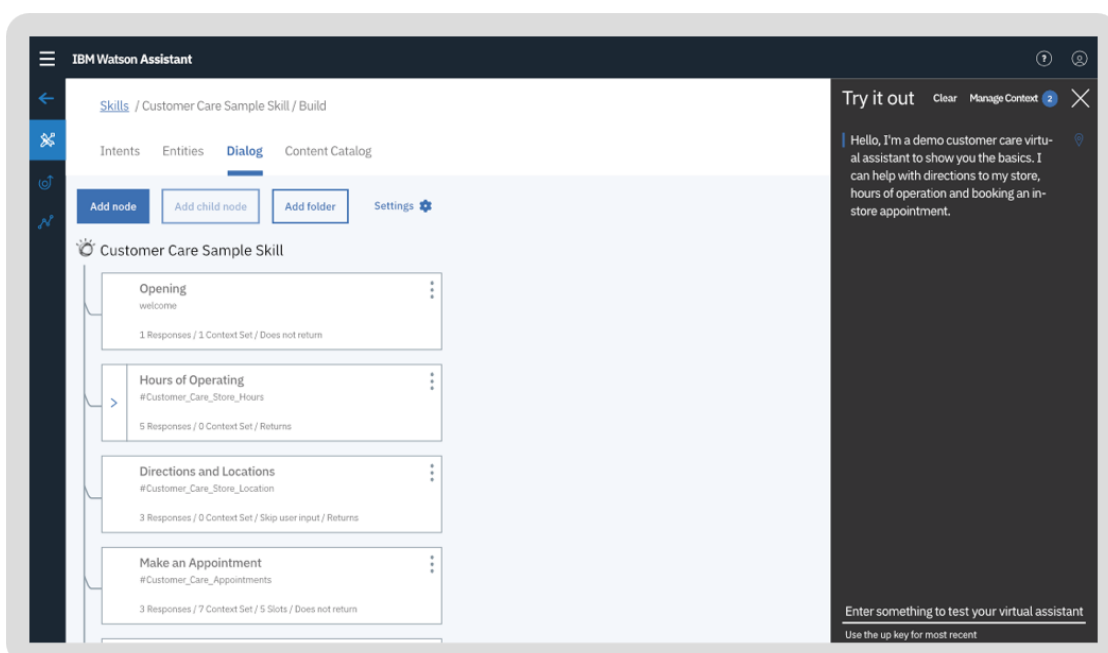 IBM Watson Assistant
Skills / Customer Care Sample Skill / Build
Intents Entities Dialog Content Catalog
Add node Add child node Add folder Settings
Customer Care Sample Skill
Opening
welcome
1 Responses / 1 Context Set / Does not return
Hours of Operating
#Customer_Care_Store_Hours
5 Responses / 0 Context Set / Returns
Directions and Locations
#Customer_Care_Store_Location
3 Responses / 0 Context Set / Skip user input / Returns
Make an Appointment
#Customer_Care_Appointments
3 Responses / 7 Context Set / 5 Slots / Does not return
Try it out Clear Manage Context 2
Hello, I'm a demo customer care virtu-
al assistant to show you the basics. I
can help with directions to my store,
hours of operation and booking an in-
store appointment.
Enter something to test your virtual assistant
Use the up key for most recent